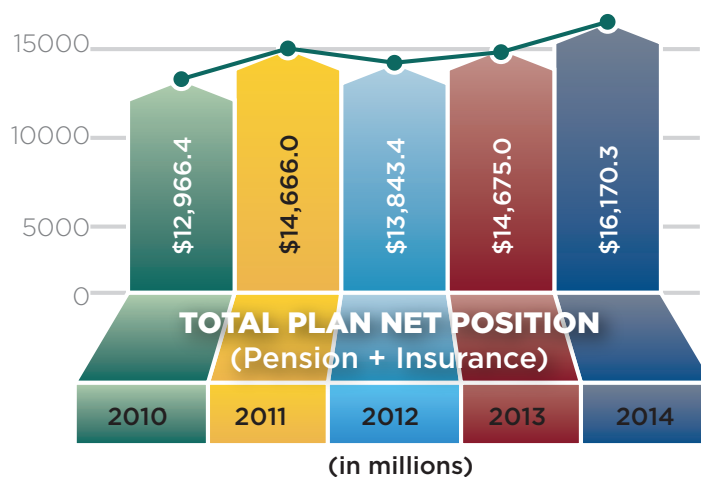 15000
10000
5000
0
$12,966.4
$14,666.0
$13,843.4
$14,675.0
$16,170.3
TOTAL PLAN NET POSITION
(Pension + Insurance)
2010 2011 2012 2013 2014
(in millions)